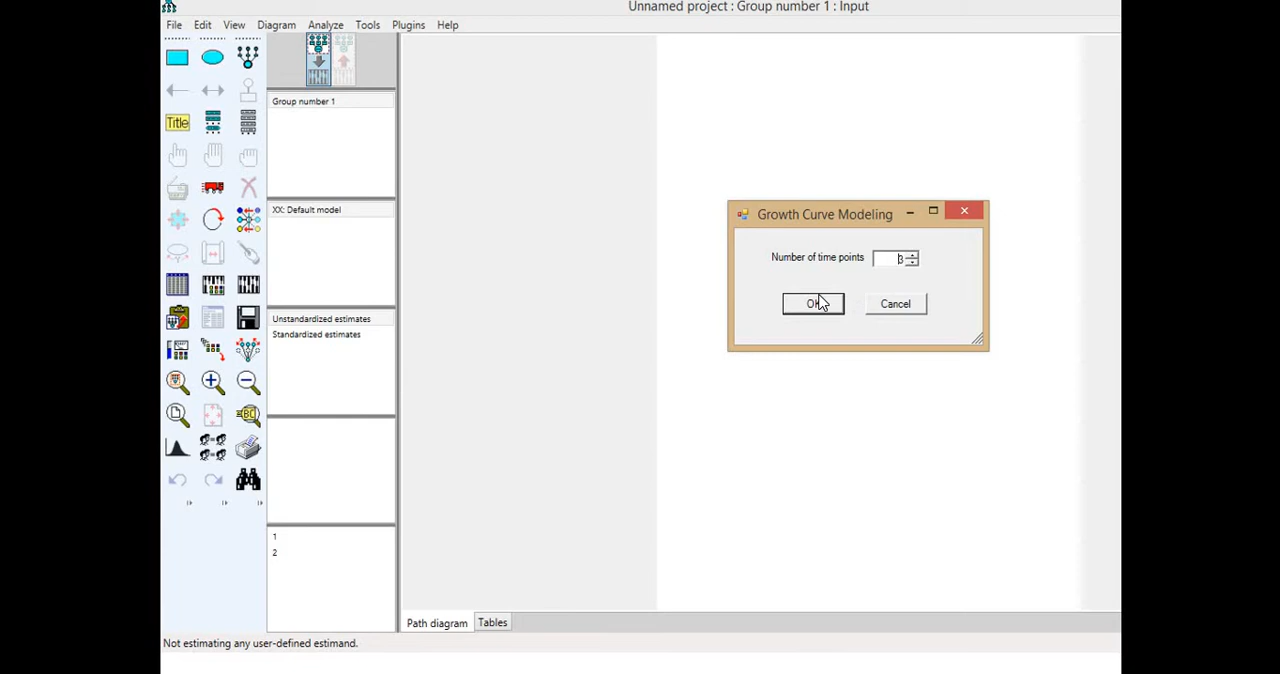 Unnamed project : Group number 1 : Input
File Edit View Diagram Analyze Tools Plugins Help
Group number 1
Title
XX: Default model
Growth Curve Modeling
Number of time points 3
OK Cancel
Unstandardized estimates
Standardized estimates
BC
1
2
Path diagram Tables
Not estimating any user-defined estimand.